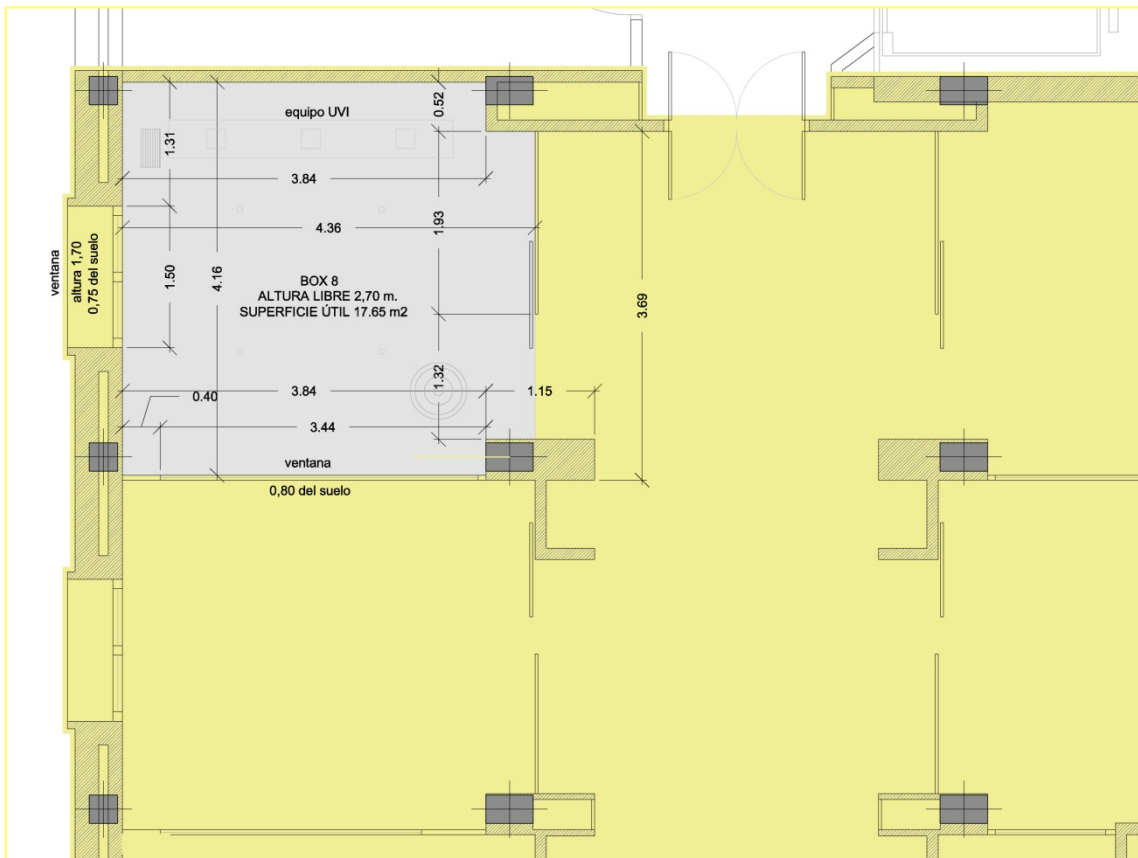 equipo UVI
0.52
1.31
3.84
4.36
1.93
ventana
altura 1,70
0,75 del suelo
1.50
4.16
BOX 8
ALTURA LIBRE 2,70 m.
SUPERFICIE ÚTIL 17.65 m2
3.69
1.32
0.40
3.84
1.15
3.44
ventana
0,80 del suelo